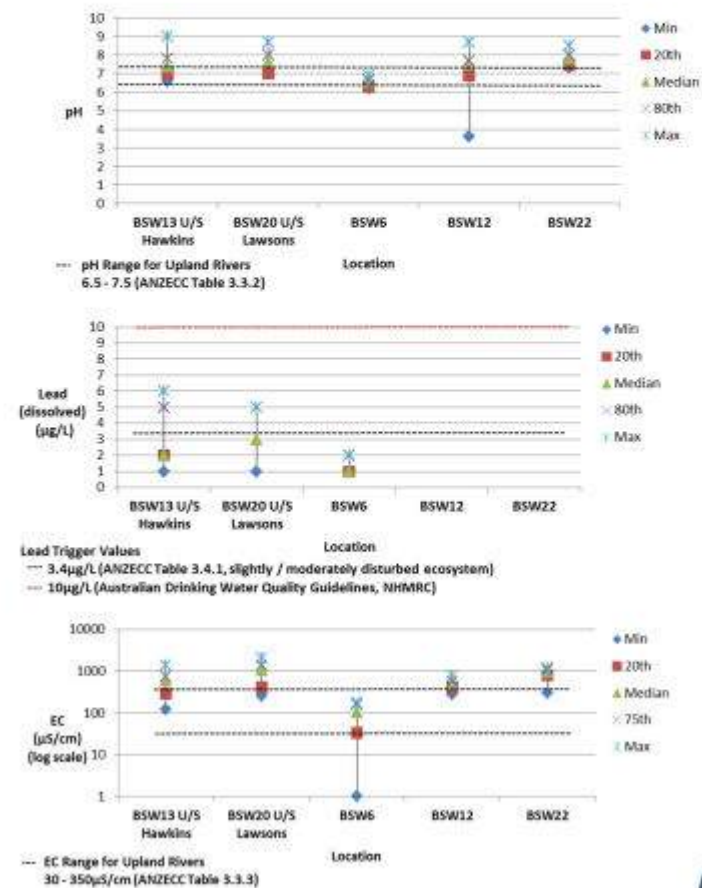 10
9
8
7
6
5
4
3
2
1
0
pH
Min
20th
Median
80th
Max
BSW13 U/S Hawkins
BSW20 U/S Lawsons
BSW6
BSW12
BSW22
Location
--- pH Range for Upland Rivers
6.5 - 7.5 (ANZECC Table 3.3.2)
10
9
8
7
6
5
4
3
2
1
0
Lead
(dissolved)
(µg/L)
Min
20th
Median
80th
Max
BSW13 U/S Hawkins
BSW20 U/S Lawsons
BSW6
BSW12
BSW22
Location
Lead Trigger Values
--- 3.4µg/L (ANZECC Table 3.4.1, slightly / moderately disturbed ecosystem)
--- 10µg/L (Australian Drinking Water Quality Guidelines, NHMRC)
10000
1000
100
10
1
EC
(µS/cm)
(log scale)
Min
20th
Median
75th
Max
BSW13 U/S Hawkins
BSW20 U/S Lawsons
BSW6
BSW12
BSW22
Location
--- EC Range for Upland Rivers
30 - 350µS/cm (ANZECC Table 3.3.3)